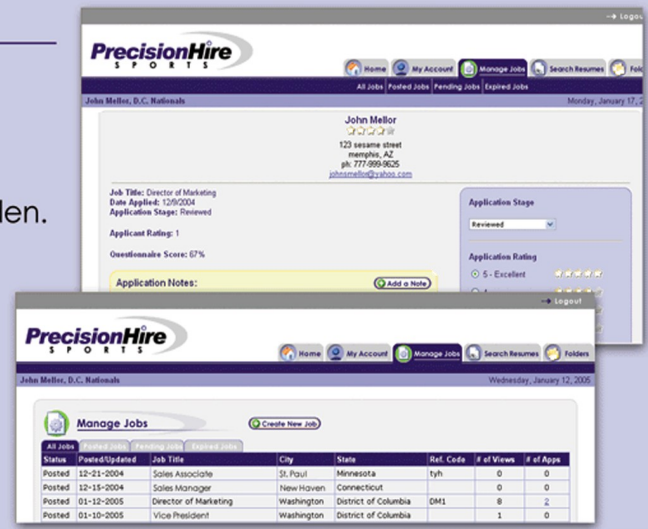 Logout
PrecisionHire
SPORTS
Home My Account Manage Jobs Search Resumes
All Jobs Posted Jobs Pending Jobs Expired Jobs
John Mellor, D.C. Nationals Monday, January 17,
John Mellor
123 sesame street
memphis, AZ
ph: 777-999-9625
johnsmellor@yahoo.com
Job Title: Director of Marketing
Date Applied: 12/9/2004
Application Stage: Reviewed
Applicant Rating: 1
Questionnaire Score: 67%
Application Notes: Add a Note
Application Stage
Reviewed
Application Rating
5 - Excellent
Logout
PrecisionHire
SPORTS
Home My Account Manage Jobs Search Resumes Folders
John Mellor, D.C. Nationals Wednesday, January 12, 2005
Manage Jobs Create New Job
All Jobs Posted Jobs Pending Jobs Expired Jobs
Status Posted/Updated Job Title City State Ref. Code # of Views # of Apps
Posted 12-21-2004 Sales Associate St. Paul Minnesota tyh 0 0
Posted 12-15-2004 Sales Manager New Haven Connecticut 0 0
Posted 01-12-2005 Director of Marketing Washington District of Columbia DM1 8 2
Posted 01-10-2005 Vice President Washington District of Columbia 1 0